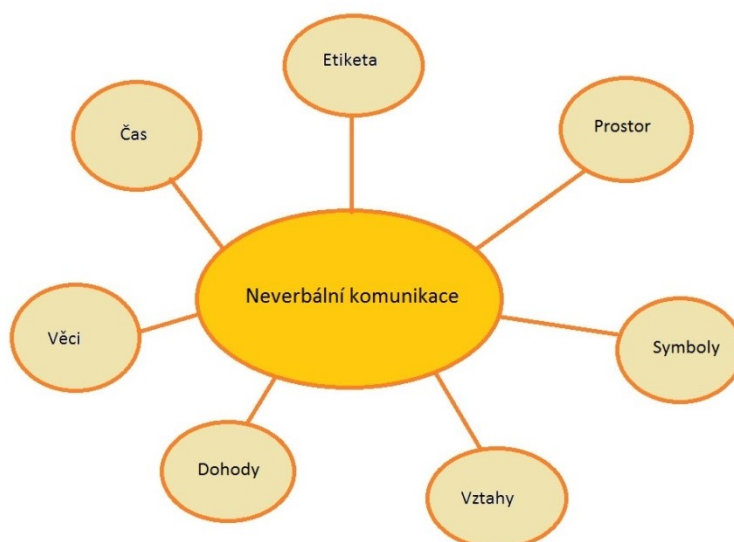 Etiketa
Čas
Prostor
Neverbální komunikace
Věci
Symboly
Dohody
Vztahy